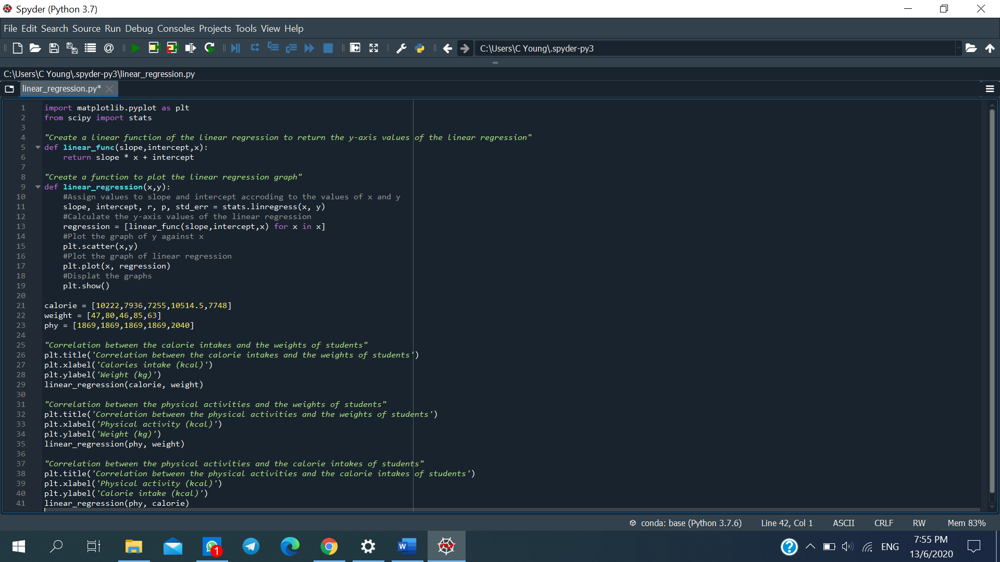 Spyder (Python 3.7)
File Edit Search Source Run Debug Consoles Projects Tools View Help
C:\Users\C Young\.spyder-py3
C:\Users\C Young\.spyder-py3\linear_regression.py
linear_regression.py*
1 import matplotlib.pyplot as plt
2 from scipy import stats
3
4 "Create a linear function of the linear regression to return the y-axis values of the linear regression"
5 def linear_func(slope,intercept,x):
6     return slope * x + intercept
7
8 "Create a function to plot the linear regression graph"
9 def linear_regression(x,y):
10     #Assign values to slope and intercept accroding to the values of x and y
11     slope, intercept, r, p, std_err = stats.linregress(x, y)
12     #Calculate the y-axis values of the linear regression
13     regression = [linear_func(slope,intercept,x) for x in x]
14     #Plot the graph of y against x
15     plt.scatter(x,y)
16     #Plot the graph of linear regression
17     plt.plot(x, regression)
18     #Displat the graphs
19     plt.show()
20
21 calorie = [10222,7936,7255,10514.5,7748]
22 weight = [47,80,46,85,63]
23 phy = [1869,1869,1869,1869,2040]
24
25 "Correlation between the calorie intakes and the weights of students"
26 plt.title('Correlation between the calorie intakes and the weights of students')
27 plt.xlabel('Calories intake (kcal)')
28 plt.ylabel('Weight (kg)')
29 linear_regression(calorie, weight)
30
31 "Correlation between the physical activities and the weights of students"
32 plt.title('Correlation between the physical activities and the weights of students')
33 plt.xlabel('Physical activity (kcal)')
34 plt.ylabel('Weight (kg)')
35 linear_regression(phy, weight)
36
37 "Correlation between the physical activities and the calorie intakes of students"
38 plt.title('Correlation between the physical activities and the calorie intakes of students')
39 plt.xlabel('Physical activity (kcal)')
40 plt.ylabel('Calorie intake (kcal)')
41 linear_regression(phy, calorie)
conda: base (Python 3.7.6) Line 42, Col 1 ASCII CRLF RW Mem 83%
1
W
ENG
7:55 PM
13/6/2020